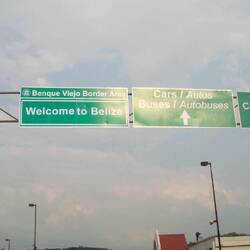 Benque Viejo Border Area
Welcome to Belize
Cars / Autos
Buses / Autobuses
C